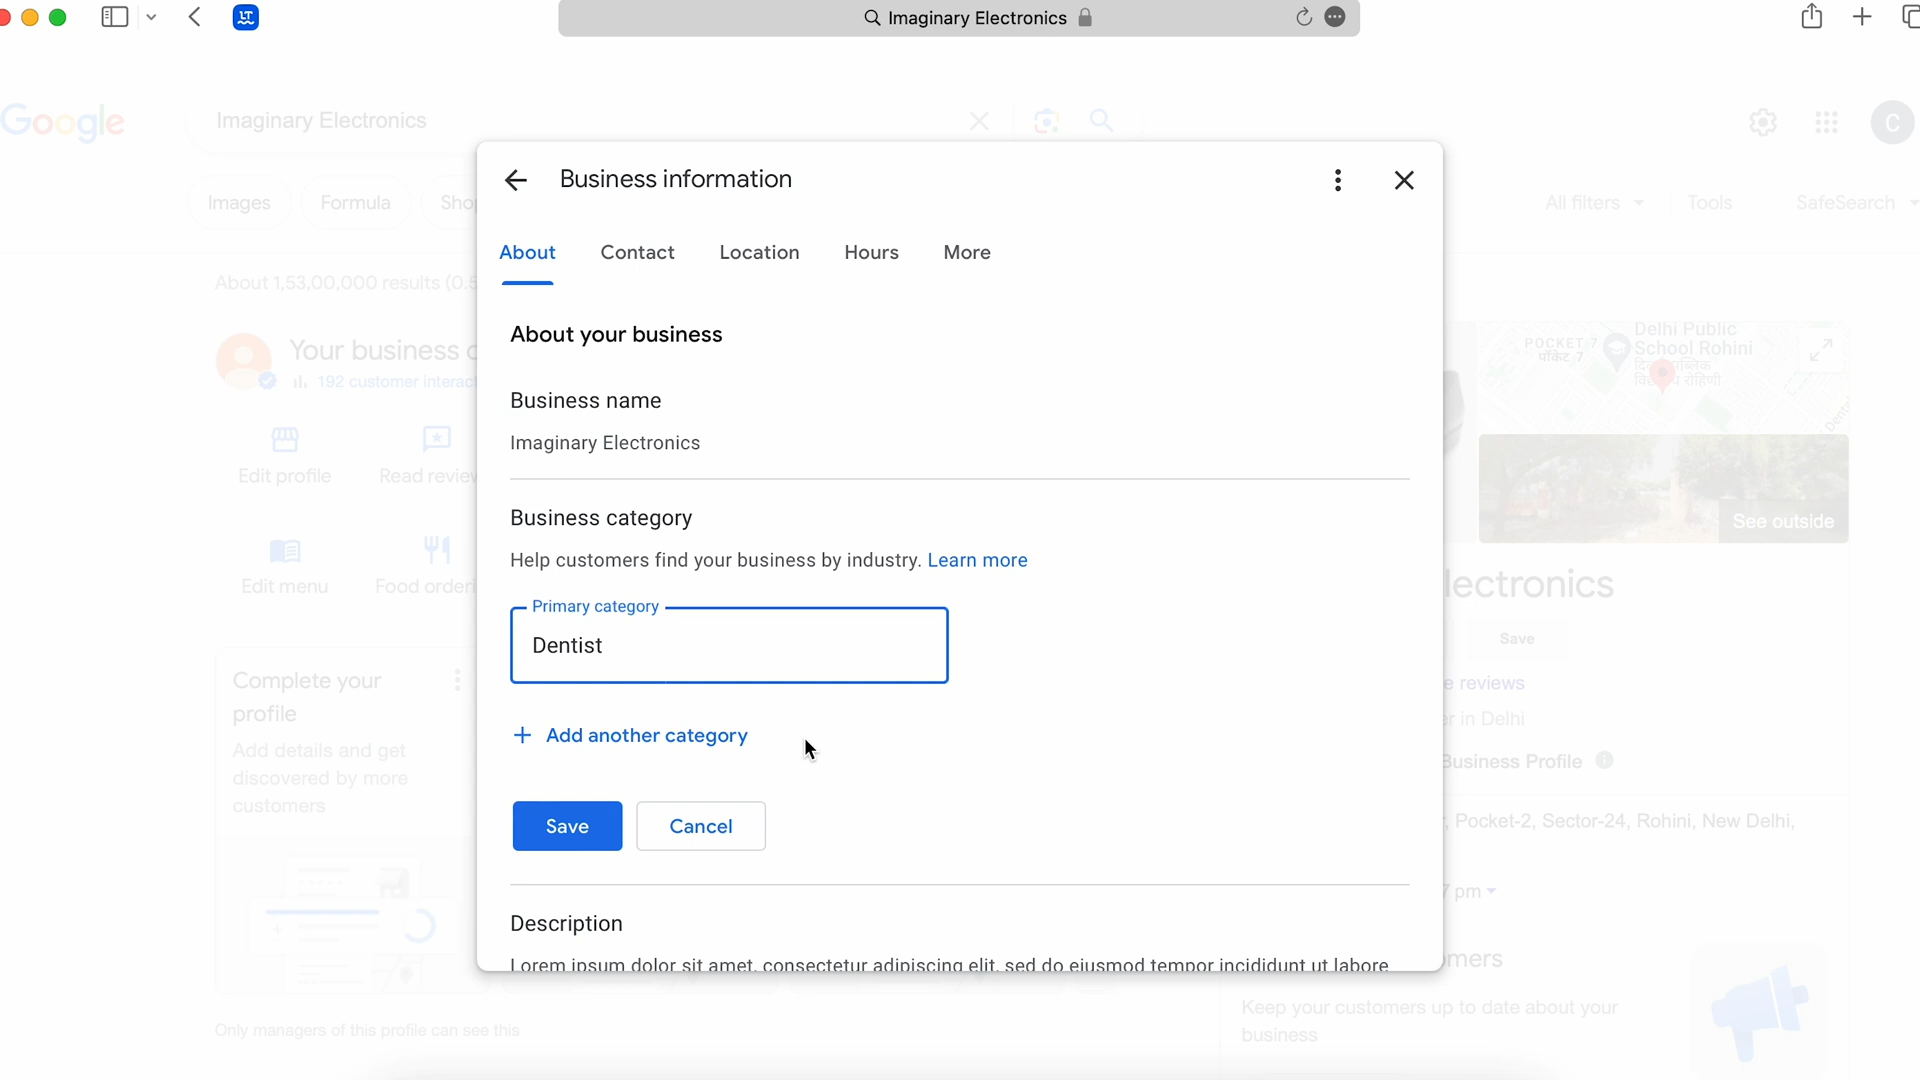 Imaginary Electronics
Google
Imaginary Electronics
C
Images
Formula
All filters
Tools
SafeSearch
Business information
About
Contact
Location
Hours
More
About 1,53,00,000 results
Your business
192 customer
Edit profile
Read
Edit menu
Food
Complete your
profile
Add details and get
discovered by more
customers
Only managers of this profile can see this
About your business
Business name
Imaginary Electronics
Business category
Help customers find your business by industry. Learn more
Primary category
Dentist
+ Add another category
Save
Cancel
Description
Lorem ipsum dolor sit amet, consectetur adipiscing elit, sed do eiusmod tempor incididunt ut labore
POCKET 7
पॉकेट 7
Delhi Public
School Rohini
रोहिणी
See outside
Save
reviews
in Delhi
Business Profile
Pocket-2, Sector-24, Rohini, New Delhi,
7 pm
Keep your customers up to date about your
business